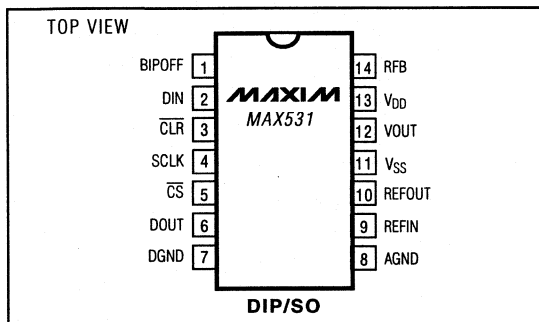 TOP VIEW
BIPOFF 1 14 RFB
DIN 2 MAXIM 13 VDD
CLR 3 MAX531 12 VOUT
SCLK 4 11 VSS
CS 5 10 REFOUT
DOUT 6 9 REFIN
DGND 7 8 AGND
DIP/SO